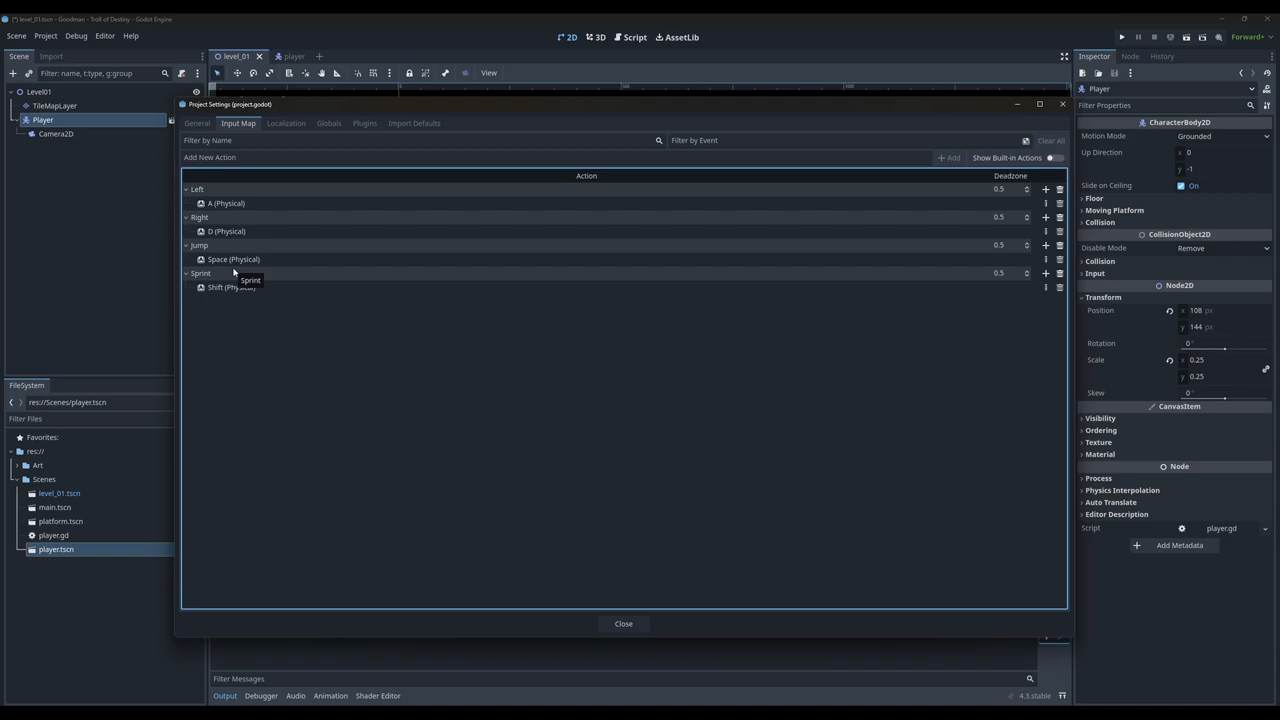 (*) level_01.tscn - Goodman - Troll of Destiny - Godot Engine
Scene Project Debug Editor Help
2D 3D Script AssetLib
Forward+
Scene Import
level_01 player
Inspector Node History
Filter: name, t:type, g:group
View
Level01
TileMapLayer
Player
Camera2D
Player
Filter Properties
Project Settings (project.godot)
General Input Map Localization Globals Plugins Import Defaults
Filter by Name Filter by Event Clear All
Add New Action + Add Show Built-in Actions
Action Deadzone
Left 0.5
A (Physical)
Right 0.5
D (Physical)
Jump 0.5
Space (Physical)
Sprint 0.5
Sprint
Shift (Physical)
Close
CharacterBody2D
Motion Mode Grounded
Up Direction x 0
y -1
Slide on Ceiling On
Floor
Moving Platform
Collision
CollisionObject2D
Disable Mode Remove
Collision
Input
Node2D
Transform
Position x 108 px
y 144 px
Rotation 0 °
Scale x 0.25
y 0.25
Skew 0 °
CanvasItem
Visibility
Ordering
Texture
Material
Node
Process
Physics Interpolation
Auto Translate
Editor Description
Script player.gd
+ Add Metadata
FileSystem
res://Scenes/player.tscn
Filter Files
Favorites:
res://
Art
Scenes
level_01.tscn
main.tscn
platform.tscn
player.gd
player.tscn
Filter Messages
Output Debugger Audio Animation Shader Editor
4.3.stable